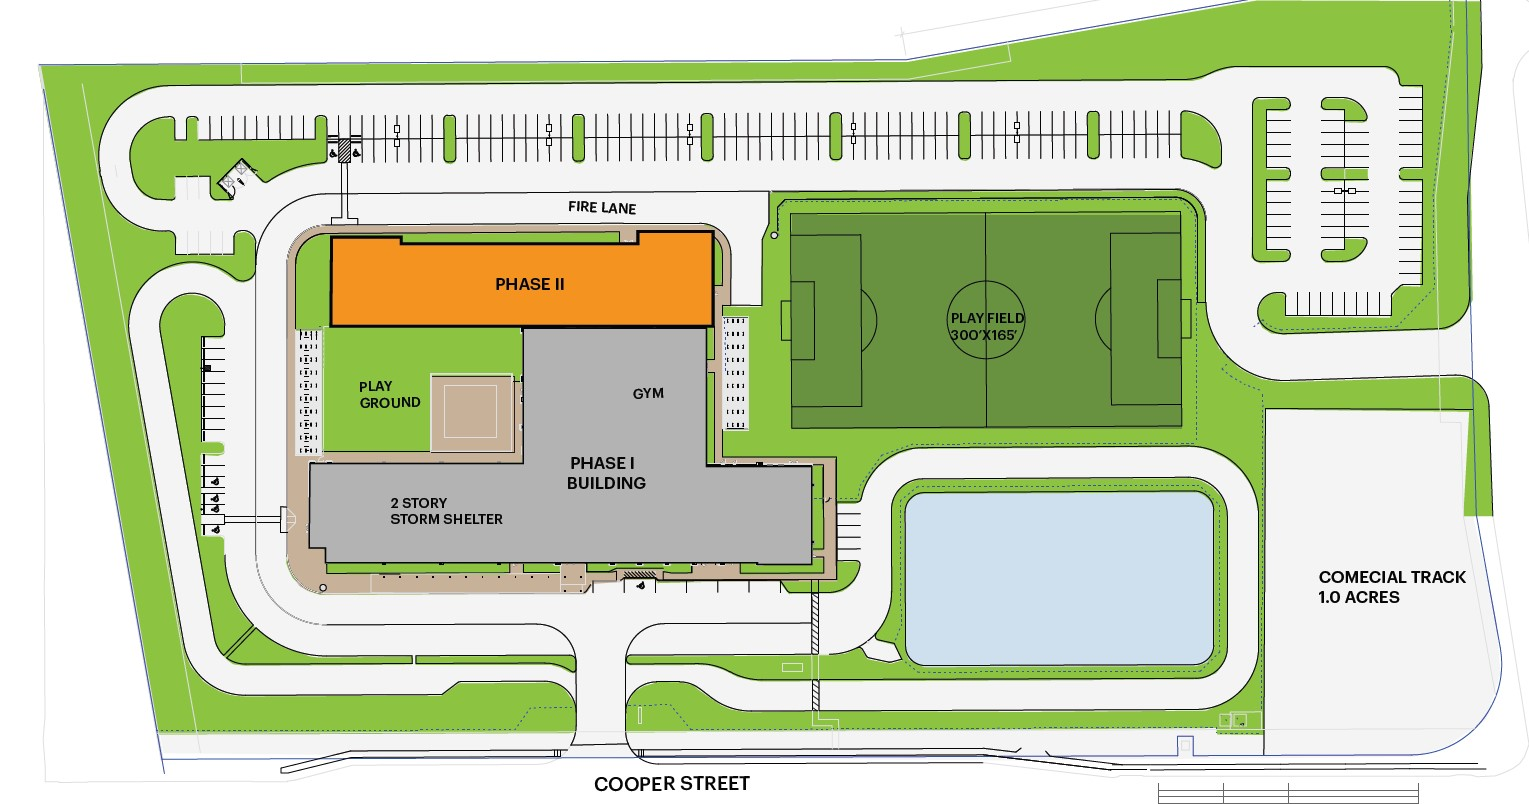 FIRE LANE
PHASE II
PLAY FIELD
300'X165'
PLAY
GROUND
GYM
PHASE I
BUILDING
2 STORY
STORM SHELTER
COMECIAL TRACK
1.0 ACRES
COOPER STREET